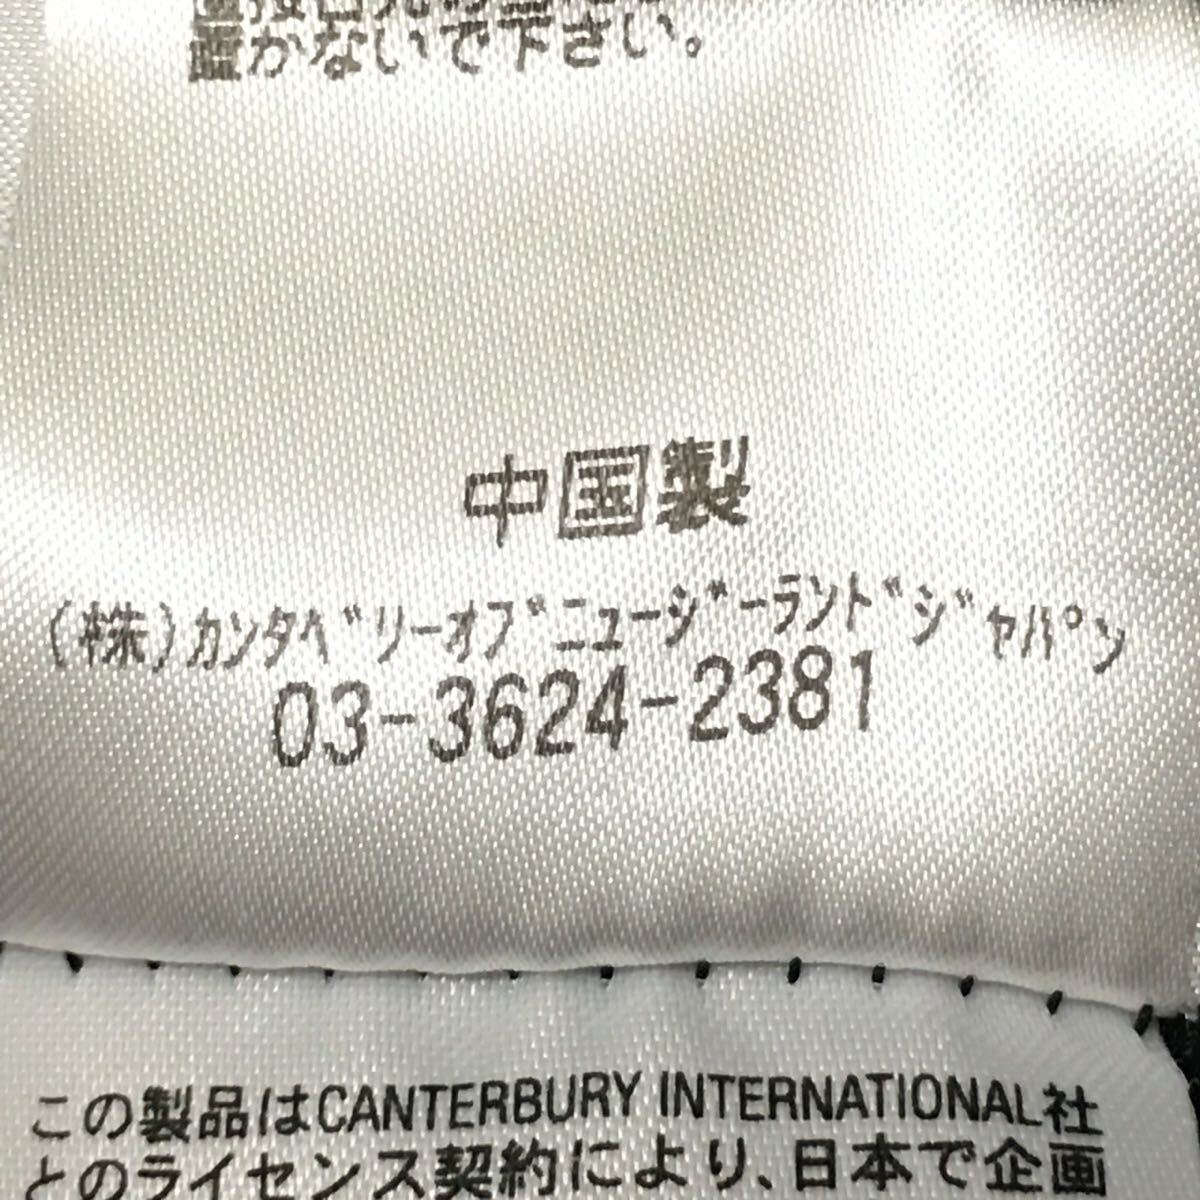 置かないで下さい。
中国製
(株)カンタベリーオブニュージーランドジャパン
03-3624-2381
この製品はCANTERBURY INTERNATIONAL社
とのライセンス契約により、日本で企画